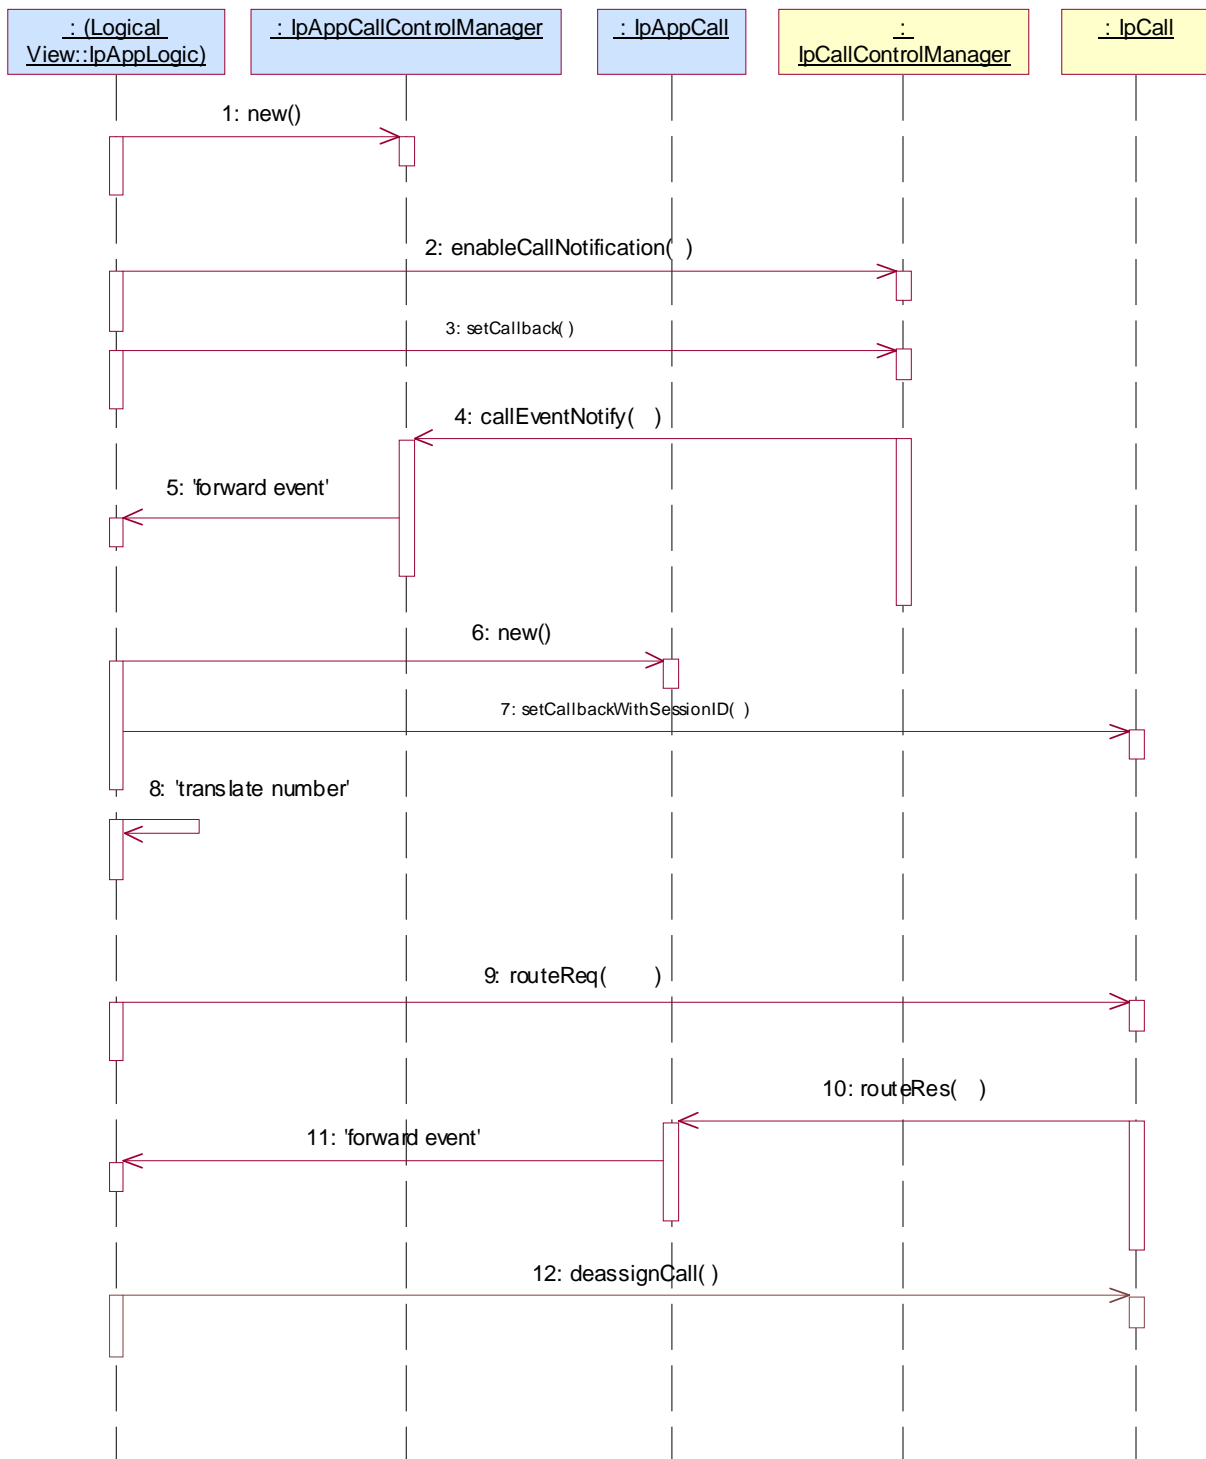 : (Logical
View::IpAppLogic)
: IpAppCallControlManager
: IpAppCall
:
IpCallControlManager
: IpCall
1: new()
2: enableCallNotification( )
3: setCallback( )
4: callEventNotify( )
5: 'forward event'
6: new()
7: setCallbackWithSessionID( )
8: 'translate number'
9: routeReq( )
10: routeRes( )
11: 'forward event'
12: deassignCall( )